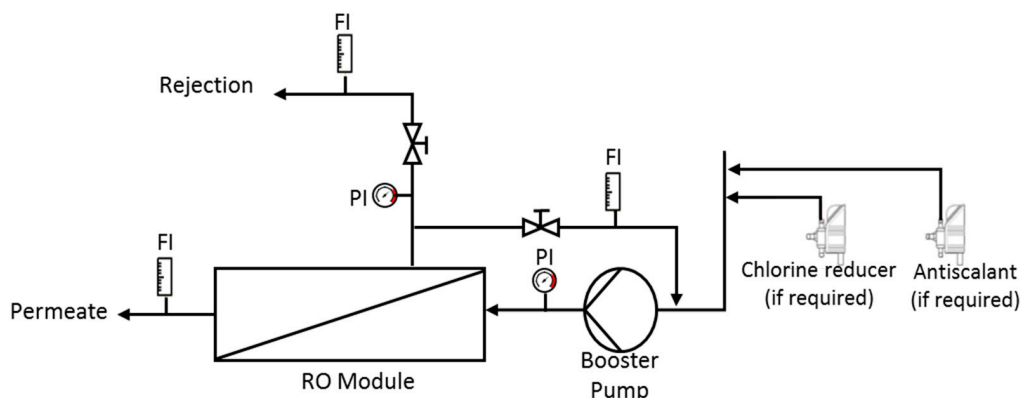 FI
Rejection
PI
FI
PI
FI
Permeate
RO Module
Booster
Pump
Chlorine reducer
(if required)
Antiscalant
(if required)